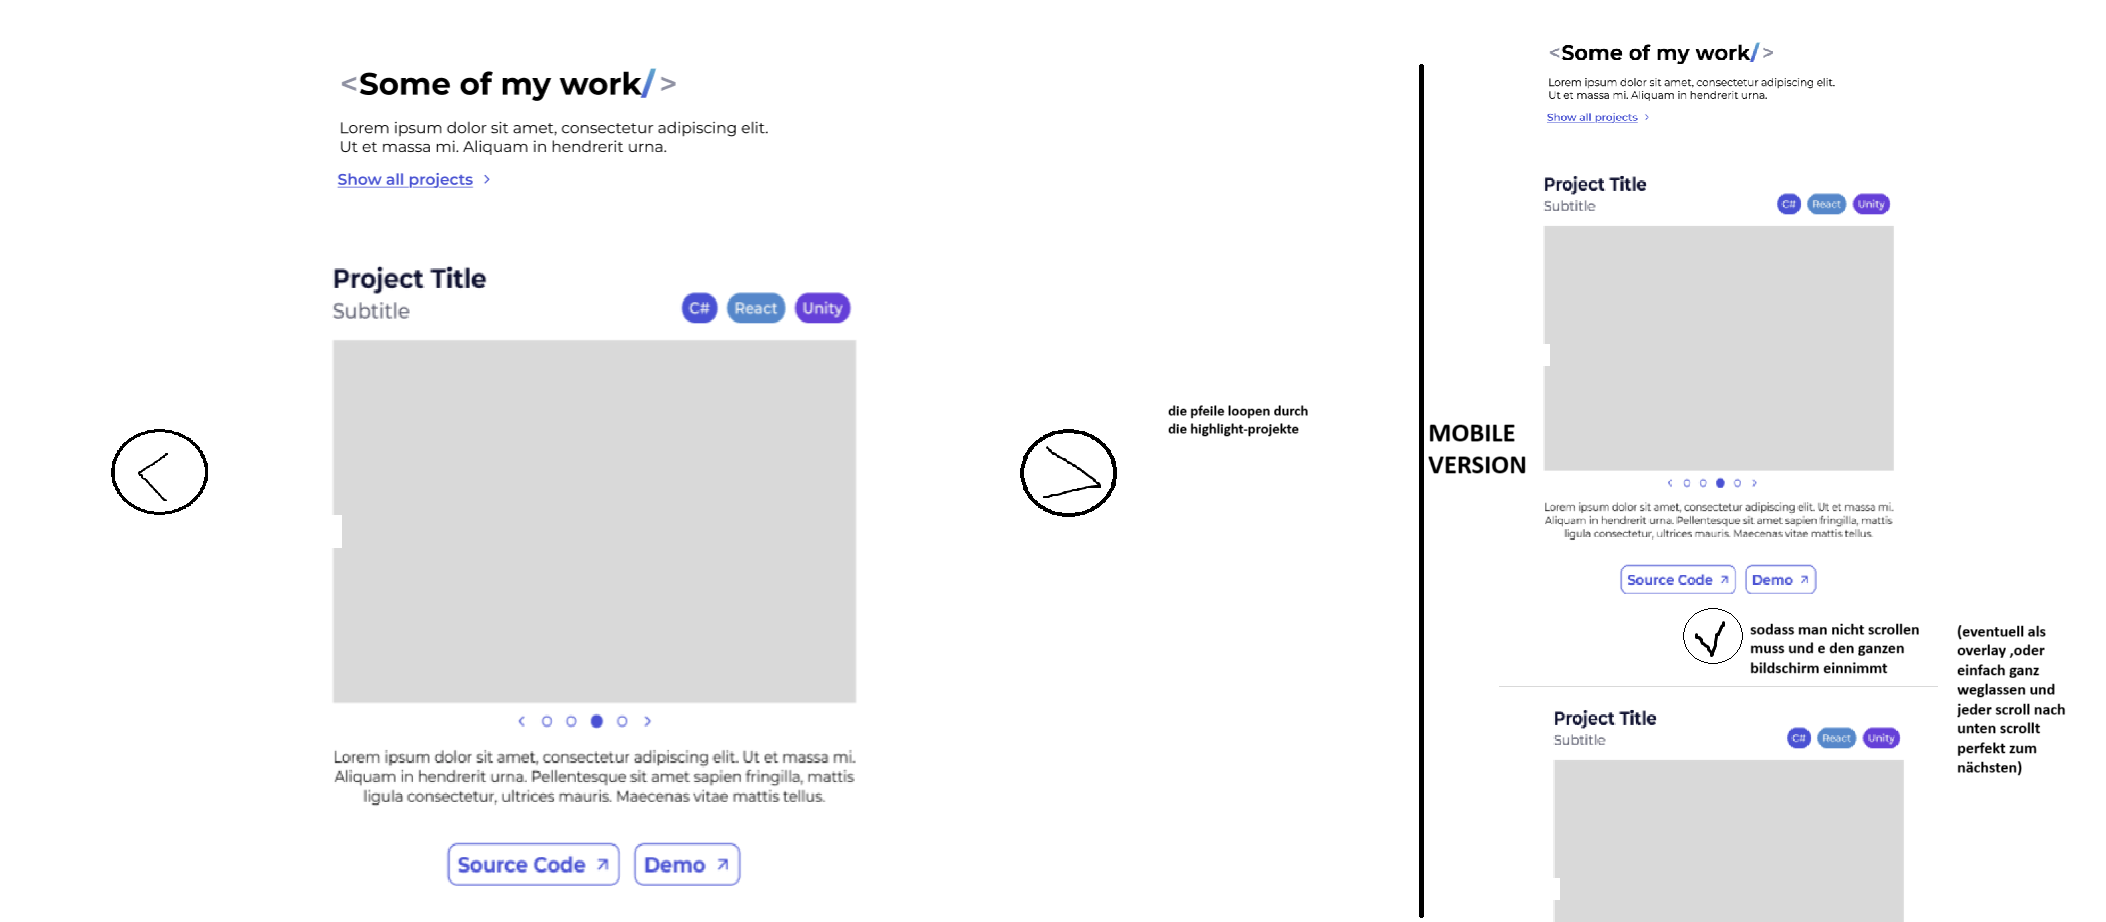 <Some of my work/>
Lorem ipsum dolor sit amet, consectetur adipiscing elit.
Ut et massa mi. Aliquam in hendrerit urna.
Show all projects >
Project Title
Subtitle
C# React Unity
Lorem ipsum dolor sit amet, consectetur adipiscing elit. Ut et massa mi.
Aliquam in hendrerit urna. Pellentesque sit amet sapien fringilla, mattis
ligula consectetur, ultrices mauris. Maecenas vitae mattis tellus.
Source Code
Demo
die pfeile loopen durch
die highlight-projekte
MOBILE
VERSION
<Some of my work/>
Lorem ipsum dolor sit amet, consectetur adipiscing elit.
Ut et massa mi. Aliquam in hendrerit urna.
Show all projects >
Project Title
Subtitle
C# React Unity
Lorem ipsum dolor sit amet, consectetur adipiscing elit. Ut et massa mi.
Aliquam in hendrerit urna. Pellentesque sit amet sapien fringilla, mattis
ligula consectetur, ultrices mauris. Maecenas vitae mattis tellus.
Source Code
Demo
sodass man nicht scrollen
muss und e den ganzen
bildschirm einnimmt
(eventuell als
overlay ,oder
einfach ganz
weglassen und
jeder scroll nach
unten scrollt
perfekt zum
nächsten)
Project Title
Subtitle
C# React Unity